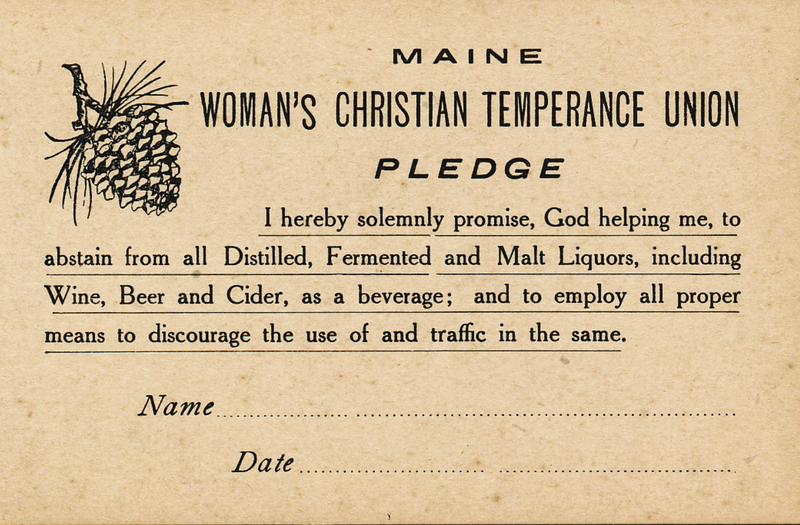 MAINE
WOMAN'S CHRISTIAN TEMPERANCE UNION
PLEDGE
I hereby solemnly promise, God helping me, to
abstain from all Distilled, Fermented and Malt Liquors, including
Wine, Beer and Cider, as a beverage; and to employ all proper
means to discourage the use of and traffic in the same.
Name
Date